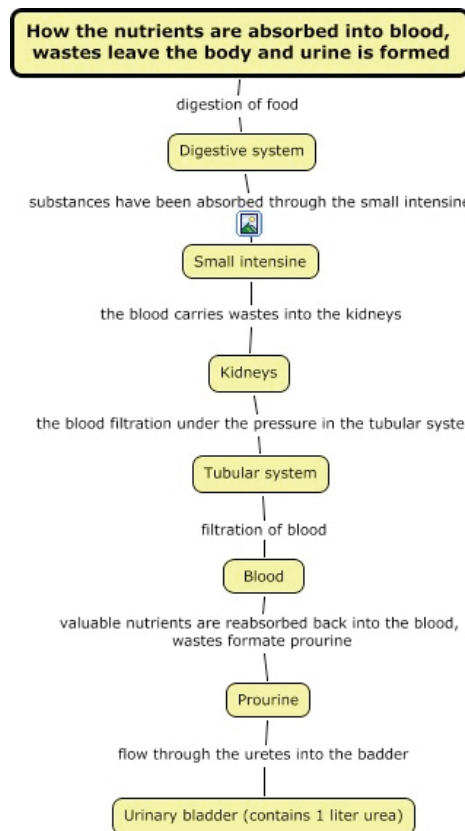 How the nutrients are absorbed into blood,
wastes leave the body and urine is formed
digestion of food
Digestive system
substances have been absorbed through the small intensine
Small intensine
the blood carries wastes into the kidneys
Kidneys
the blood filtration under the pressure in the tubular syste
Tubular system
filtration of blood
Blood
valuable nutrients are reabsorbed back into the blood,
wastes formate prourine
Prourine
flow through the uretes into the badder
Urinary bladder (contains 1 liter urea)